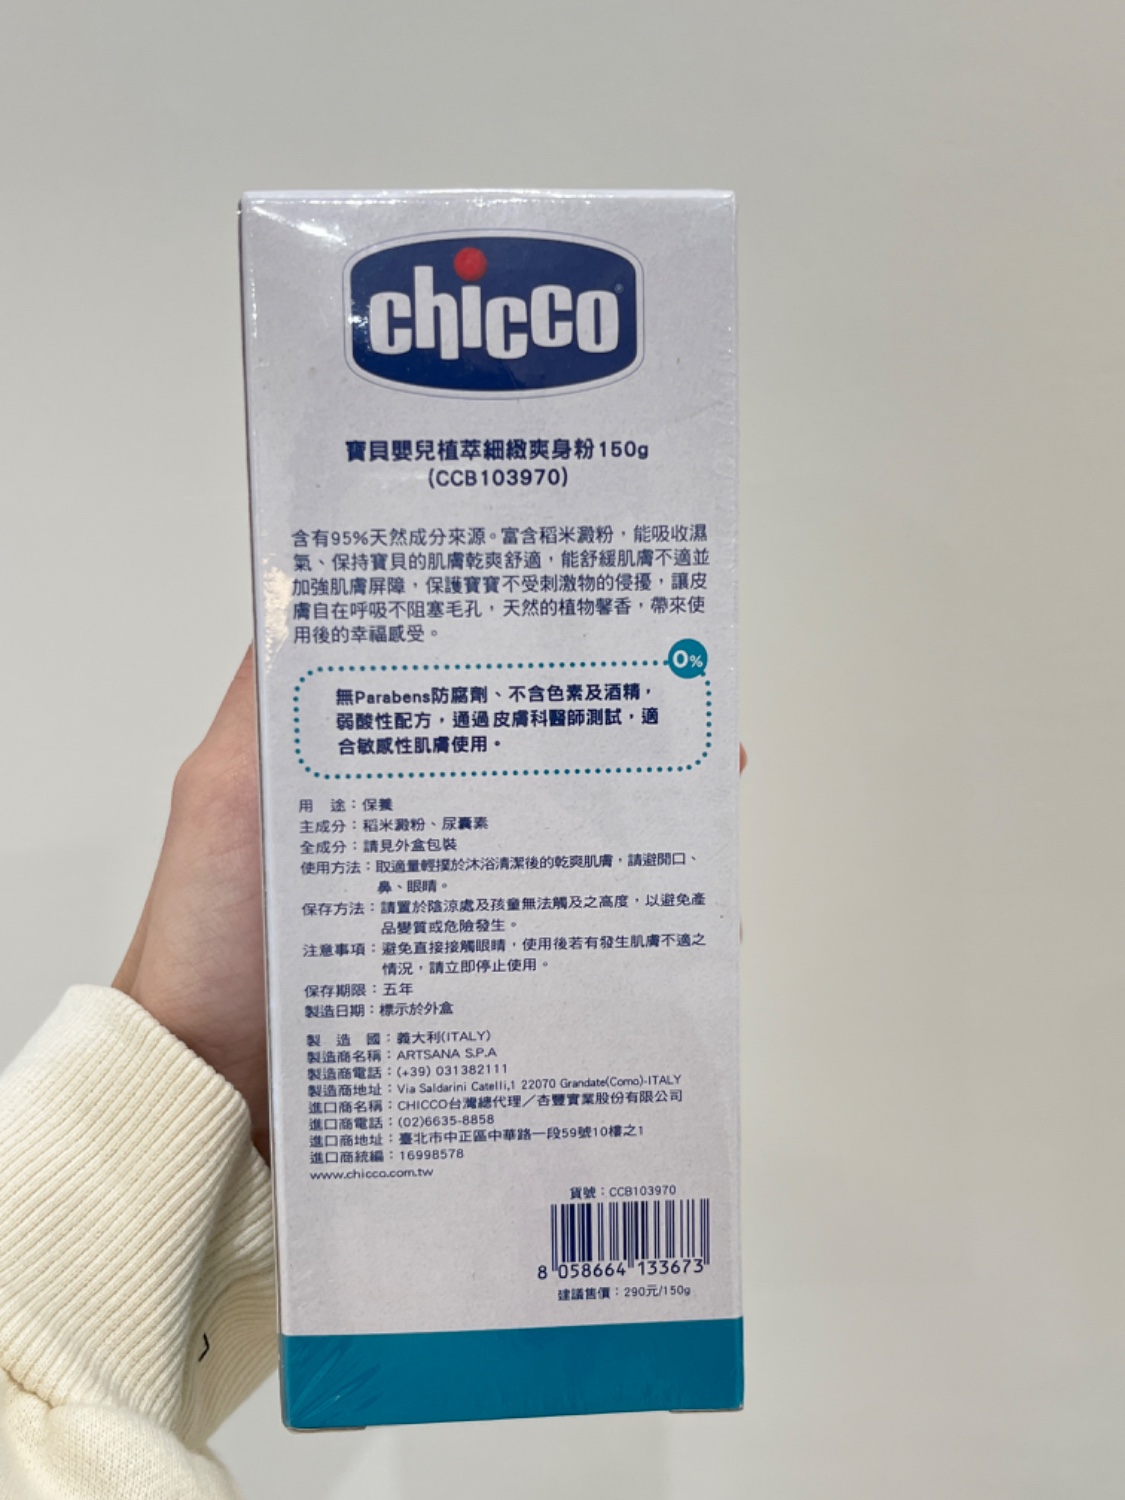 chicco
寶貝嬰兒植萃細緻爽身粉150g
(CCB103970)
含有95%天然成分來源。富含稻米澱粉，能吸收濕
氣、保持寶貝的肌膚乾爽舒適，能舒緩肌膚不適並
加強肌膚屏障，保護寶寶不受刺激物的侵擾，讓皮
膚自在呼吸不阻塞毛孔，天然的植物馨香，帶來使
用後的幸福感受。
0%
無Parabens防腐劑、不含色素及酒精，
弱酸性配方，通過皮膚科醫師測試，適
合敏感性肌膚使用。
用　途：保養
主成分：稻米澱粉、尿囊素
全成分：請見外盒包裝
使用方法：取適量輕撲於沐浴清潔後的乾爽肌膚，請避開口、
鼻、眼睛。
保存方法：請置於陰涼處及孩童無法觸及之高度，以避免產
品變質或危險發生。
注意事項：避免直接接觸眼睛，使用後若有發生肌膚不適之
情況，請立即停止使用。
保存期限：五年
製造日期：標示於外盒
製　造　國：義大利(ITALY)
製造商名稱：ARTSANA S.P.A
製造商電話：(+39) 031382111
製造商地址：Via Saldarini Catelli,1 22070 Grandate(Como)-ITALY
進口商名稱：CHICCO台灣總代理／杏豐實業股份有限公司
進口商電話：(02)6635-8858
進口商地址：臺北市中正區中華路一段59號10樓之1
進口商統編：16998578
www.chicco.com.tw
貨號：CCB103970
8 058664 133673
建議售價：290元/150g